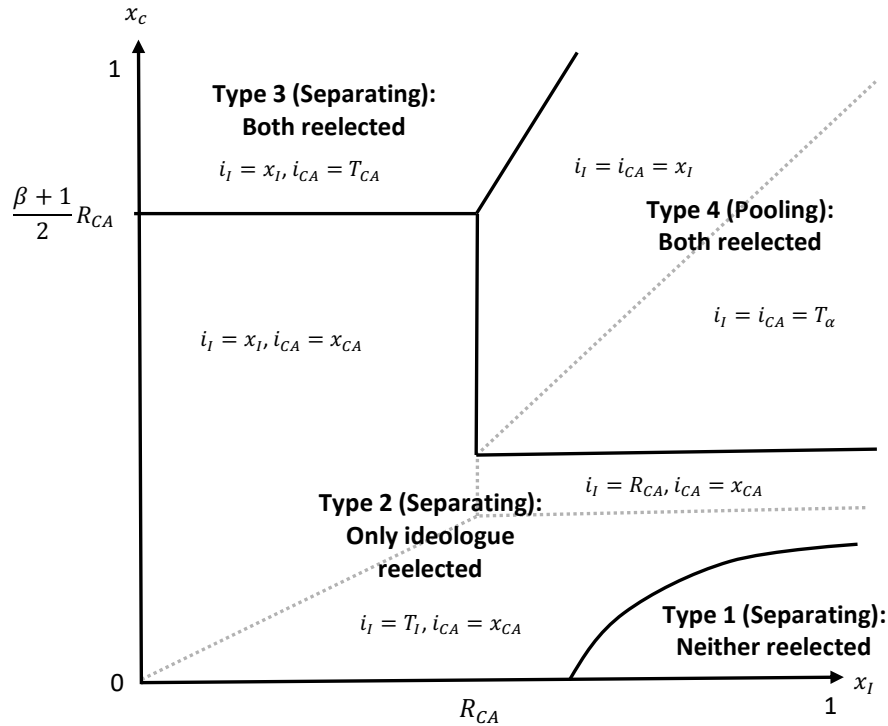 x_c
1
Type 3 (Separating):
Both reelected
i_I = x_I, i_CA = T_CA
i_I = i_CA = x_I
β + 1
2
R_CA
Type 4 (Pooling):
Both reelected
i_I = i_CA = T_α
i_I = x_I, i_CA = x_CA
i_I = R_CA, i_CA = x_CA
Type 2 (Separating):
Only ideologue
reelected
i_I = T_I, i_CA = x_CA
Type 1 (Separating):
Neither reelected
0
R_CA
1
x_I